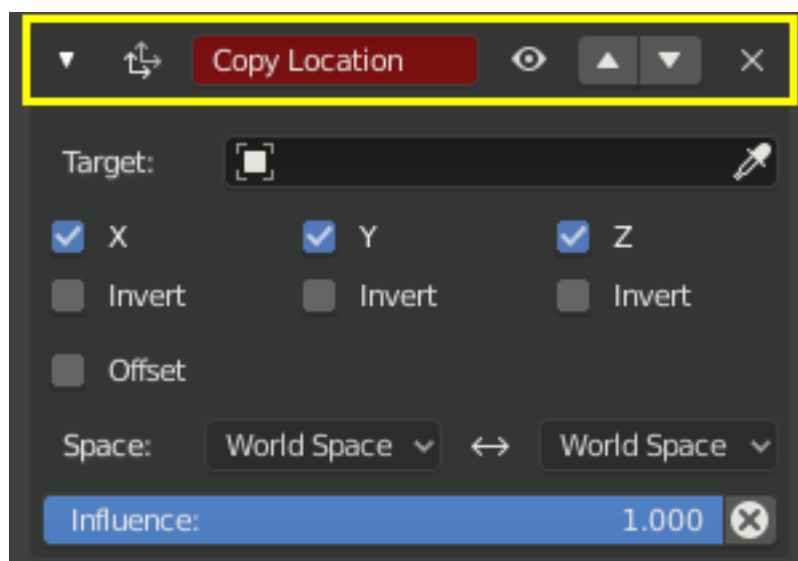 Copy Location
Target:
X Y Z
Invert Invert Invert
Offset
Space: World Space World Space
Influence: 1.000